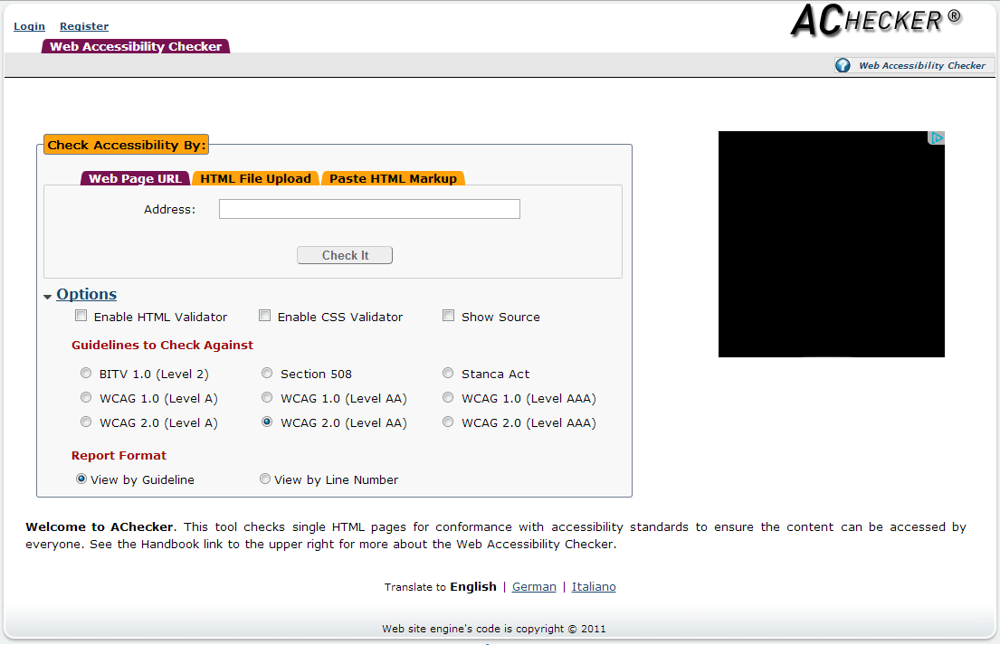 Login Register
ACHECKER ®
Web Accessibility Checker
Web Accessibility Checker
Check Accessibility By:
Web Page URL HTML File Upload Paste HTML Markup
Address:
Check It
Options
Enable HTML Validator Enable CSS Validator Show Source
Guidelines to Check Against
BITV 1.0 (Level 2) Section 508 Stanca Act
WCAG 1.0 (Level A) WCAG 1.0 (Level AA) WCAG 1.0 (Level AAA)
WCAG 2.0 (Level A) WCAG 2.0 (Level AA) WCAG 2.0 (Level AAA)
Report Format
View by Guideline View by Line Number
Welcome to AChecker. This tool checks single HTML pages for conformance with accessibility standards to ensure the content can be accessed by
everyone. See the Handbook link to the upper right for more about the Web Accessibility Checker.
Translate to English | German | Italiano
Web site engine's code is copyright © 2011